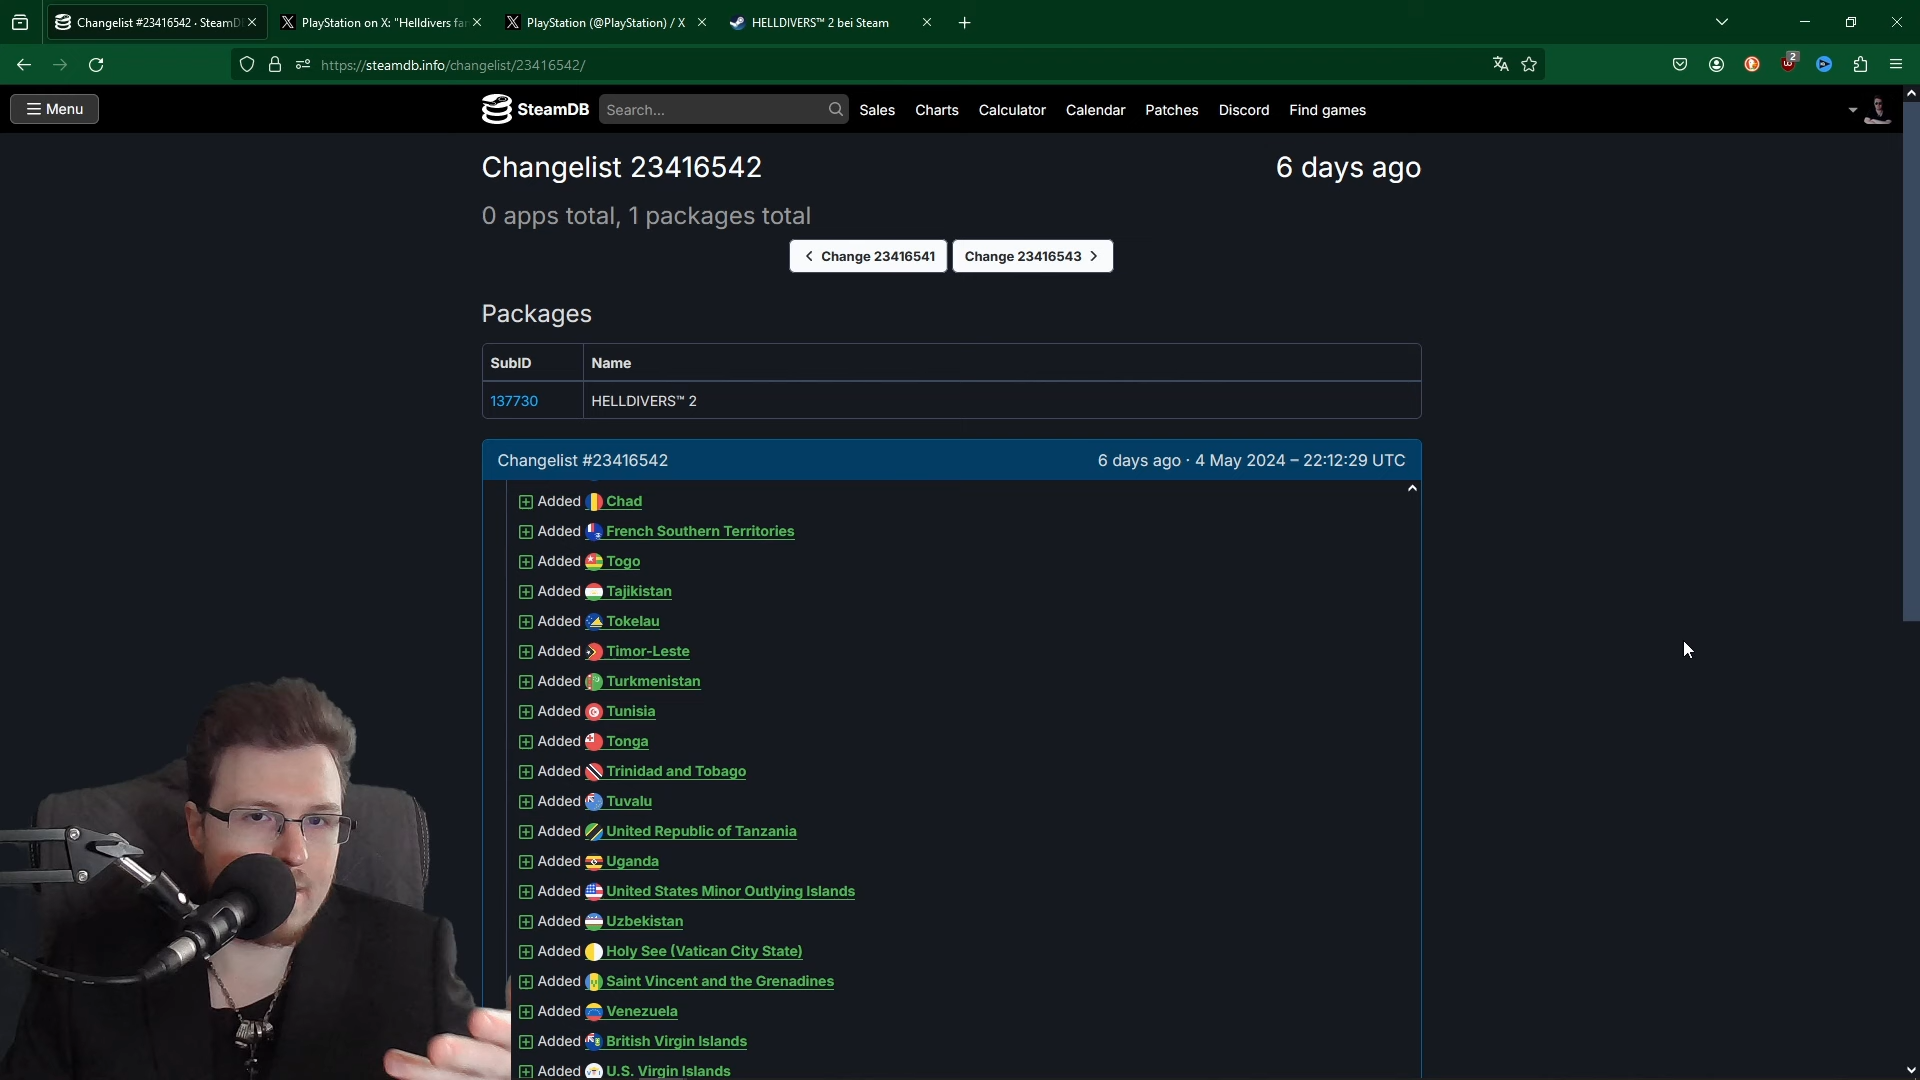 Changelist #23416542 · SteamD
PlayStation on X: "Helldivers fa
PlayStation (@PlayStation) / X
HELLDIVERS™ 2 bei Steam
https://steamdb.info/changelist/23416542/
2
Menu
SteamDB
Search...
Sales
Charts
Calculator
Calendar
Patches
Discord
Find games
Changelist 23416542
6 days ago
0 apps total, 1 packages total
Change 23416541
Change 23416543
Packages
SubID
Name
137730
HELLDIVERS™ 2
Changelist #23416542
6 days ago · 4 May 2024 – 22:12:29 UTC
Added Chad
Added French Southern Territories
Added Togo
Added Tajikistan
Added Tokelau
Added Timor-Leste
Added Turkmenistan
Added Tunisia
Added Tonga
Added Trinidad and Tobago
Added Tuvalu
Added United Republic of Tanzania
Added Uganda
Added United States Minor Outlying Islands
Added Uzbekistan
Added Holy See (Vatican City State)
Added Saint Vincent and the Grenadines
Added Venezuela
Added British Virgin Islands
Added U.S. Virgin Islands